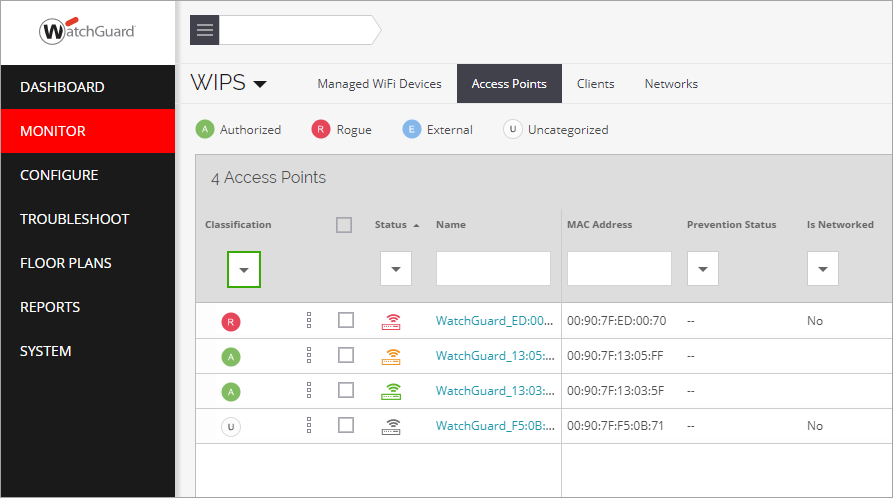 WatchGuard
DASHBOARD
MONITOR
CONFIGURE
TROUBLESHOOT
FLOOR PLANS
REPORTS
SYSTEM
WIPS Managed WiFi Devices Access Points Clients Networks
A Authorized R Rogue E External U Uncategorized
4 Access Points
Classification Status Name MAC Address Prevention Status Is Networked
R WatchGuard_ED:00... 00:90:7F:ED:00:70 -- No
A WatchGuard_13:05:... 00:90:7F:13:05:FF --
A WatchGuard_13:03:... 00:90:7F:13:03:5F --
U WatchGuard_F5:0B:... 00:90:7F:F5:0B:71 -- No